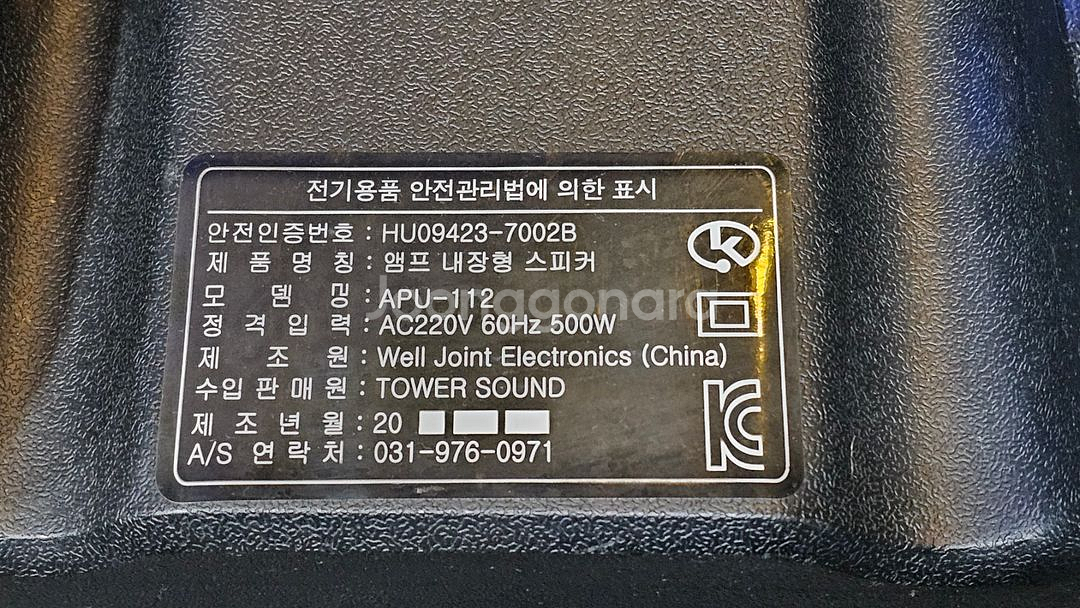 전기용품 안전관리법에 의한 표시
안전인증번호 : HU09423-7002B
제 품 명 칭 : 앰프 내장형 스피커
모 델 명 : APU-112
정 격 입 력 : AC220V 60Hz 500W
제 조 원 : Well Joint Electronics (China)
수입 판 매 원 : TOWER SOUND
제 조 년 월 : 20
A/S 연 락 처 : 031-976-0971
Joonggonara